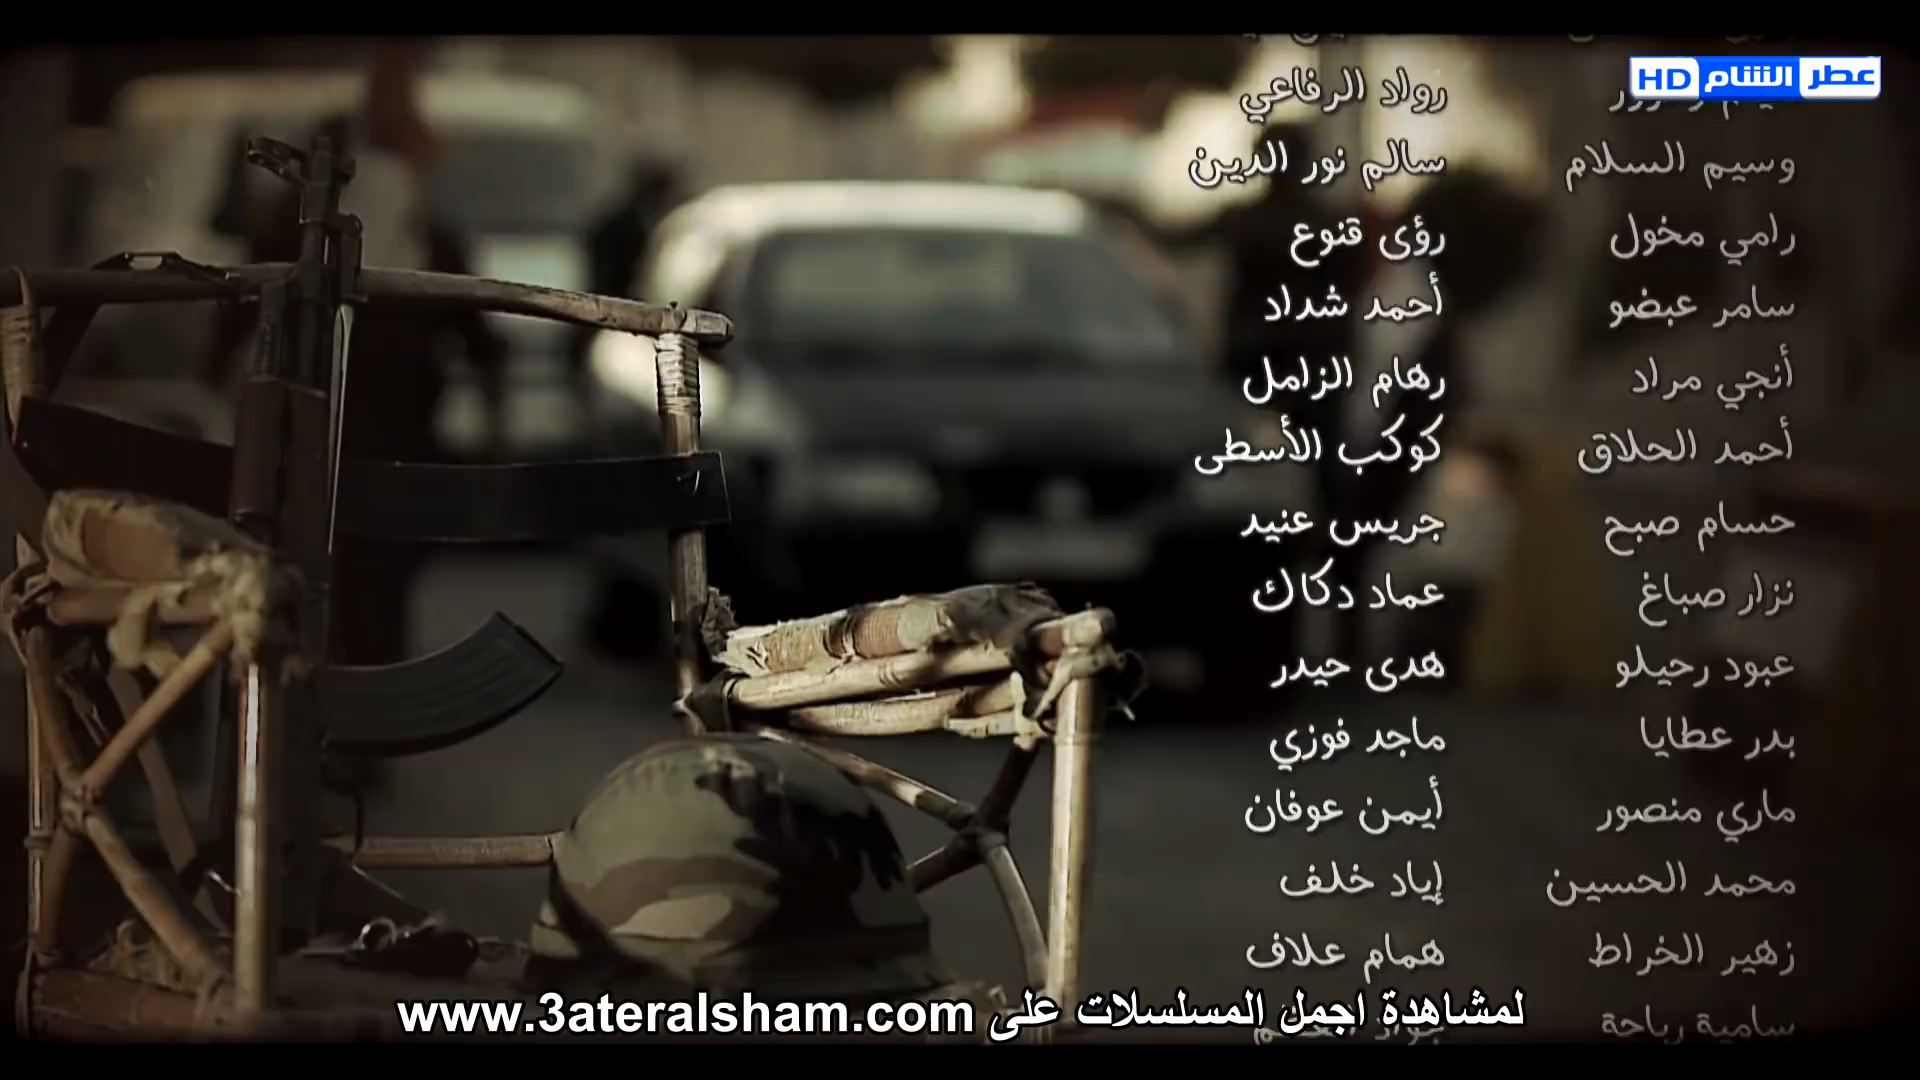 عطر الشام HD
رواد الرفاعي
وسيم السلام سالم نور الدين
رامي مخول رؤى قنوع
سامر عبضو أحمد شداد
أنجي مراد رهام الزامل
أحمد الحلاق كوكب الأسطى
حسام صبح جريس عنيد
نزار صباغ عماد دكاك
عبود رحيلو هدى حيدر
بدر عطايا ماجد فوزي
ماري منصور أيمن عوفان
محمد الحسين إياد خلف
زهير الخراط همام علاف
سامية رباحة
لمشاهدة اجمل المسلسلات على www.3ateralsham.com